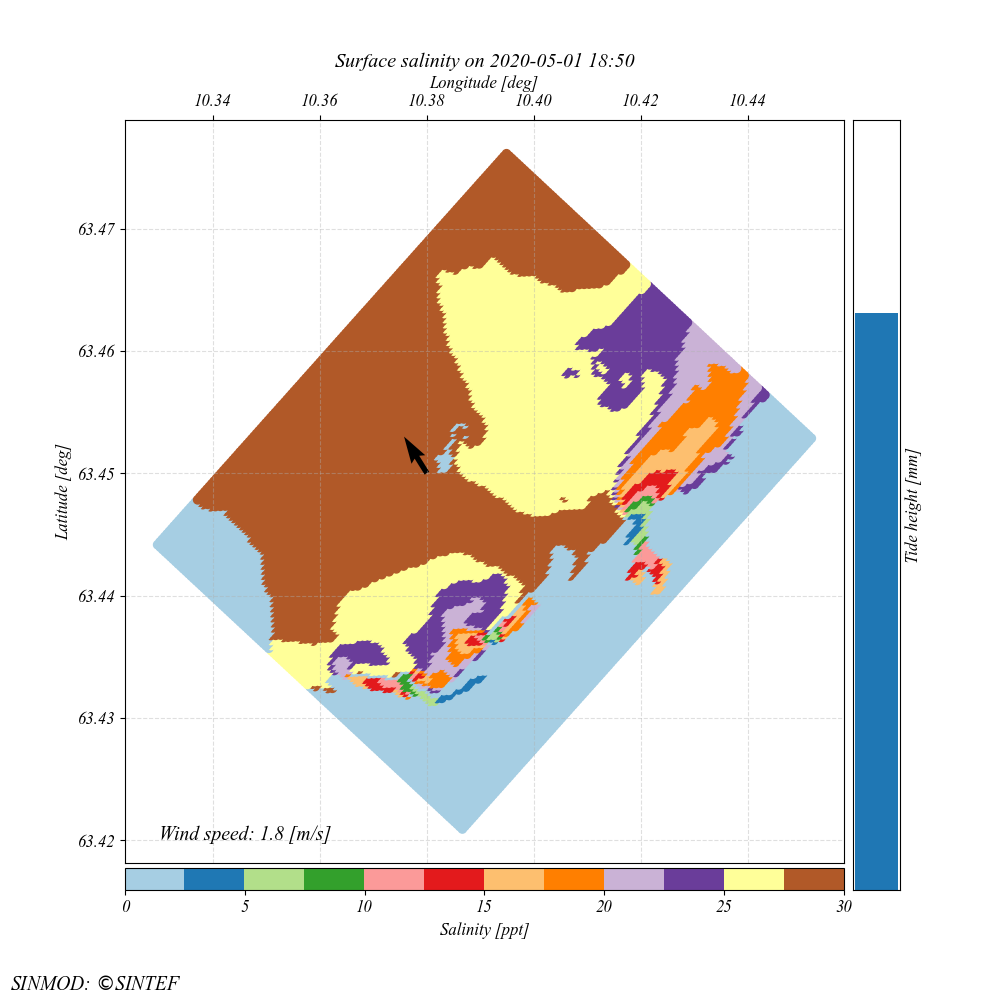 Surface salinity on 2020-05-01 18:50
Longitude [deg]
10.34 10.36 10.38 10.40 10.42 10.44
63.47
63.46
63.45
63.44
63.43
63.42
Latitude [deg]
Tide height [mm]
Wind speed: 1.8 [m/s]
0 5 10 15 20 25 30
Salinity [ppt]
SINMOD: ©SINTEF